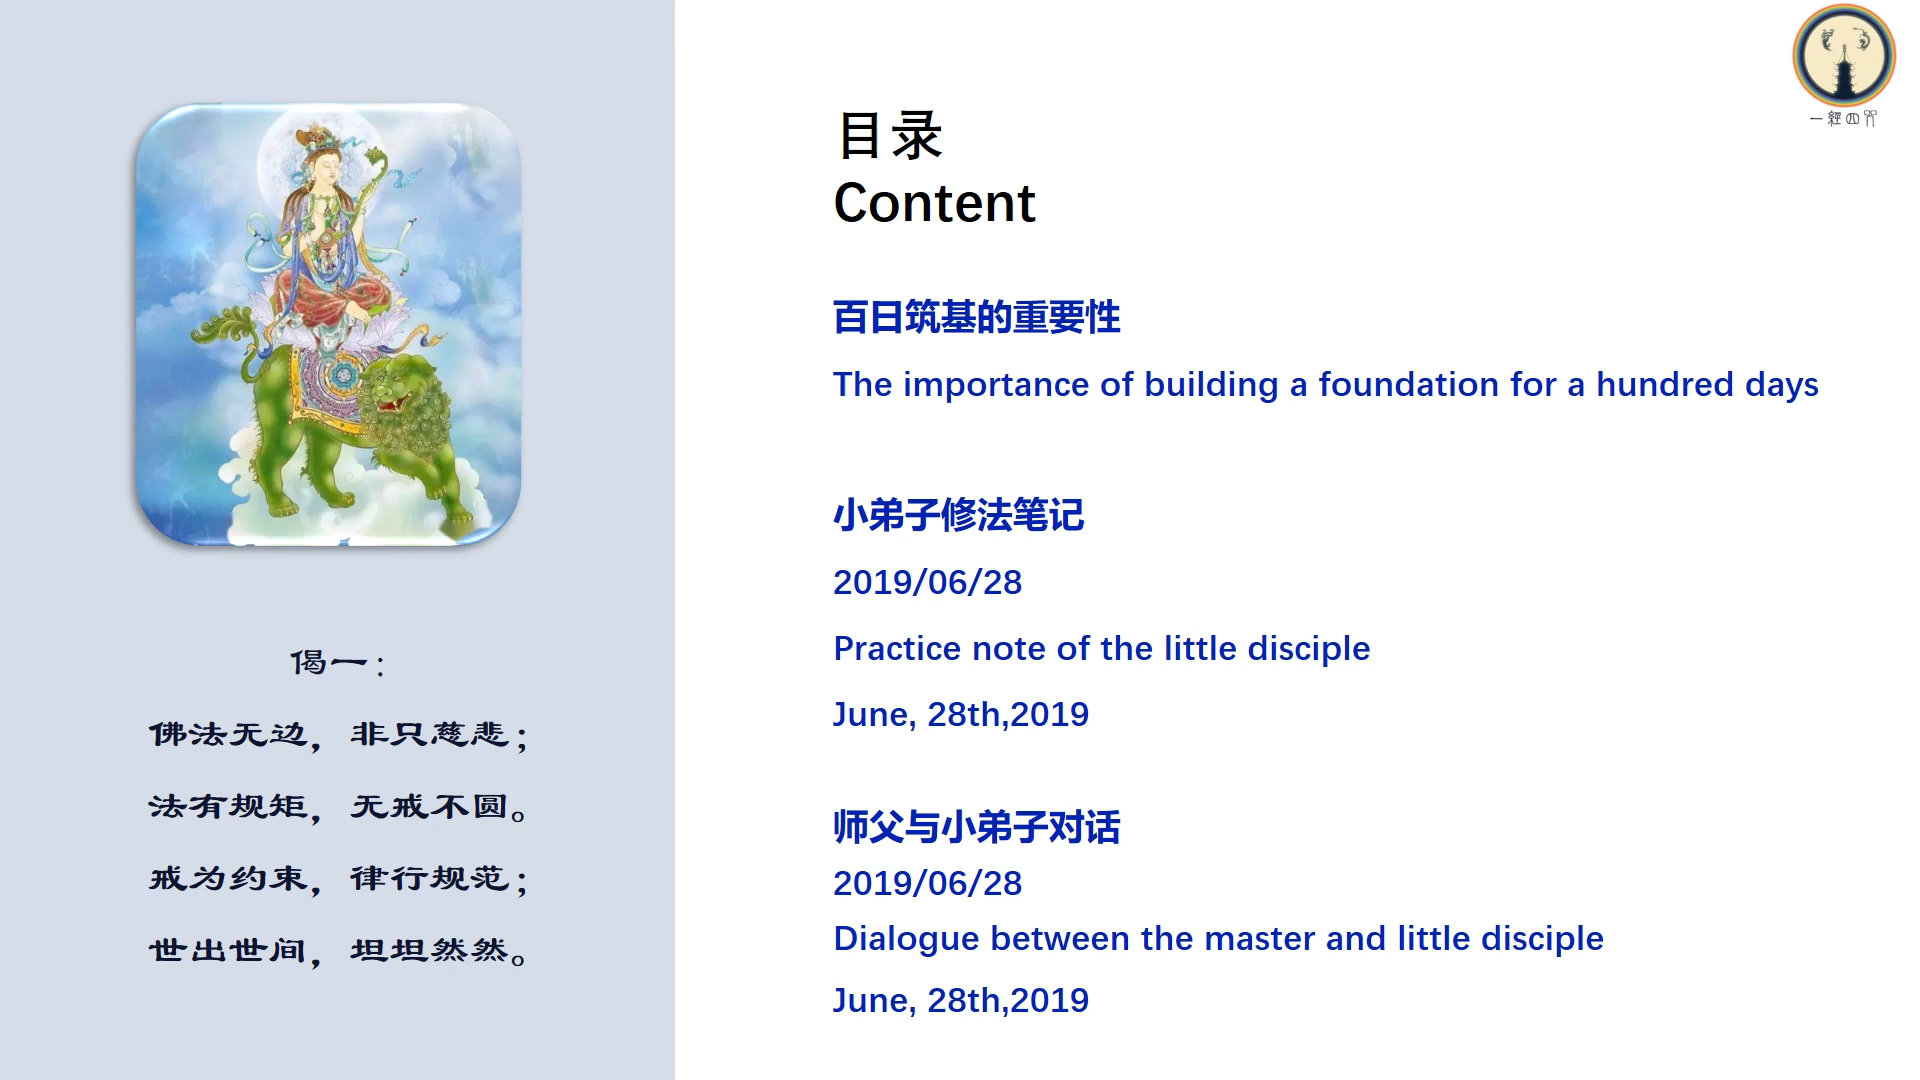 偈一：
佛法无边，非只慈悲；
法有规矩，无戒不圆。
戒为约束，律行规范；
世出世间，坦坦然然。
一經四咒
目录
Content
百日筑基的重要性
The importance of building a foundation for a hundred days
小弟子修法笔记
2019/06/28
Practice note of the little disciple
June, 28th,2019
师父与小弟子对话
2019/06/28
Dialogue between the master and little disciple
June, 28th,2019